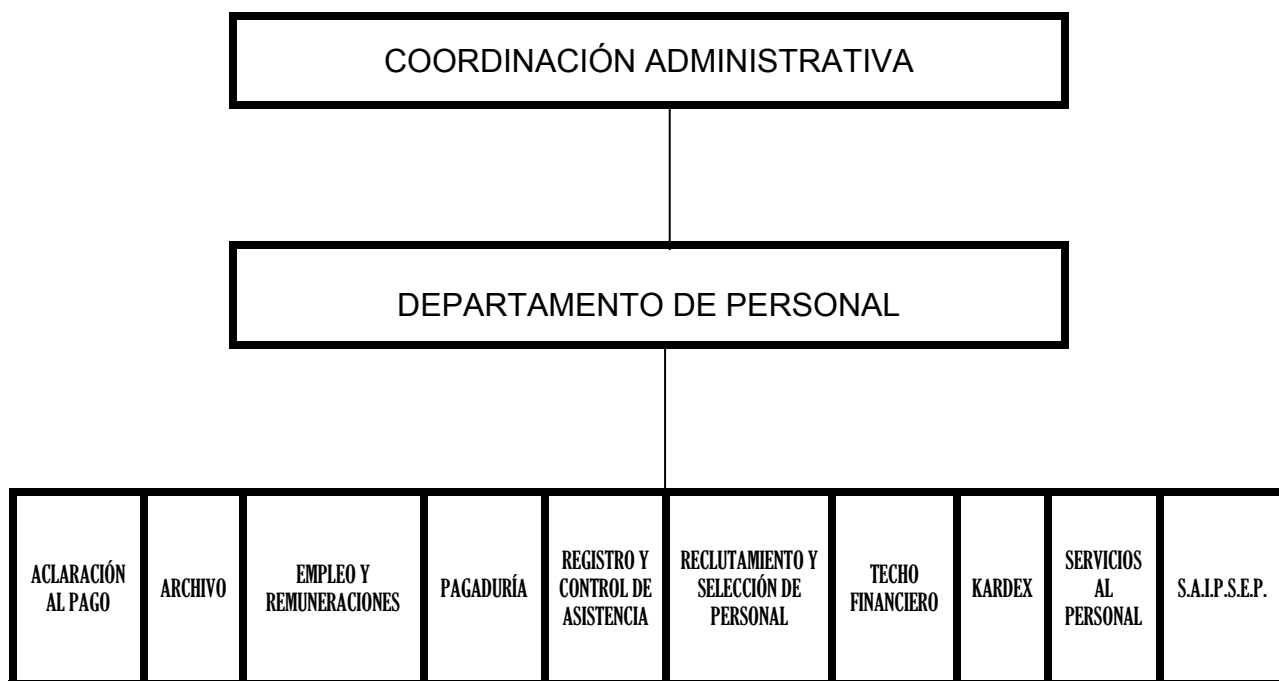 COORDINACIÓN ADMINISTRATIVA
DEPARTAMENTO DE PERSONAL
ACLARACIÓN
AL PAGO
ARCHIVO
EMPLEO Y
REMUNERACIONES
PAGADURÍA
REGISTRO Y
CONTROL DE
ASISTENCIA
RECLUTAMIENTO Y
SELECCIÓN DE
PERSONAL
TECHO
FINANCIERO
KARDEX
SERVICIOS
AL
PERSONAL
S.A.I.P.S.E.P.